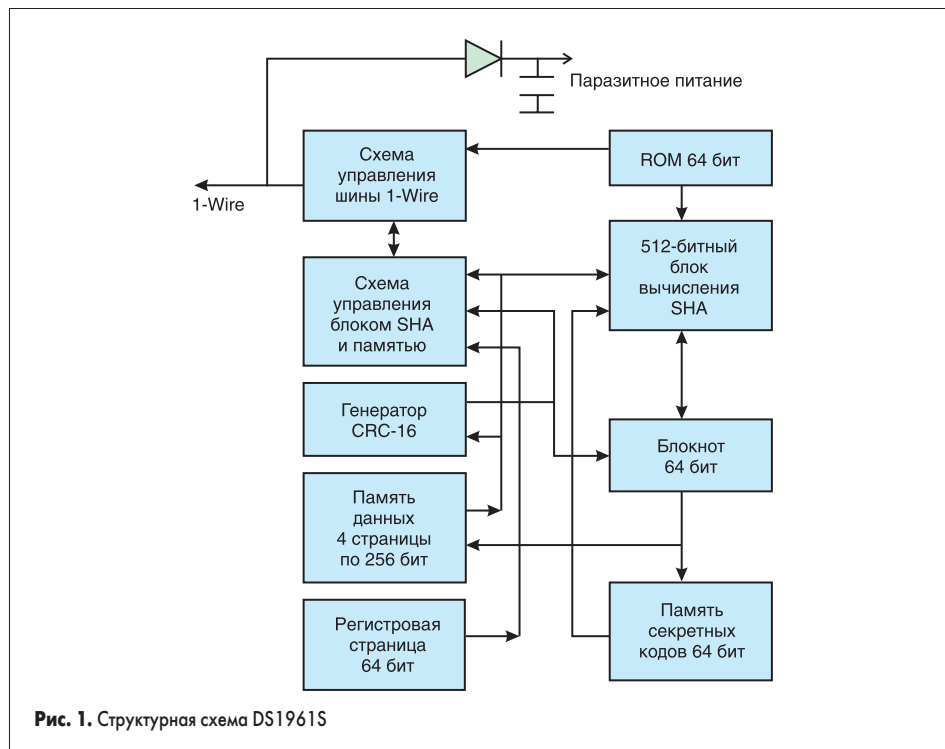 Паразитное питание
Схема
управления
шины 1-Wire
ROM 64 бит
1-Wire
512-битный
блок
вычисления
SHA
Схема
управления
блоком SHA
и памятью
Генератор
CRC-16
Блокнот
64 бит
Память
данных
4 страницы
по 256 бит
Память
секретных
кодов 64 бит
Регистровая
страница
64 бит
Рис. 1. Структурная схема DS1961S